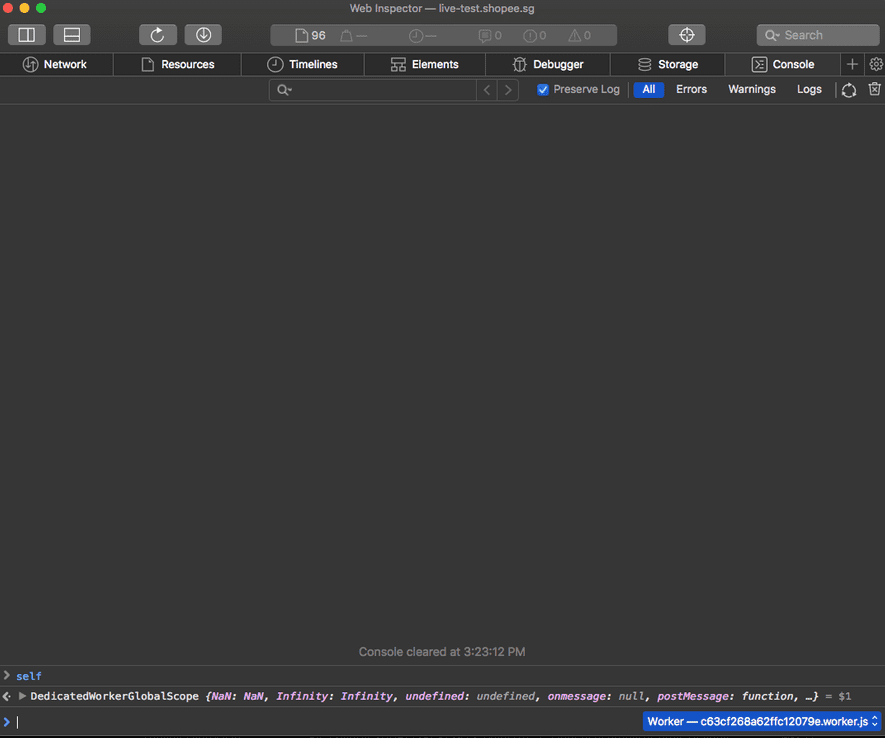 Web Inspector — live-test.shopee.sg
96 — — 0 0 0 Search
Network Resources Timelines Elements Debugger Storage Console
Preserve Log All Errors Warnings Logs
Console cleared at 3:23:12 PM
self
DedicatedWorkerGlobalScope {NaN: NaN, Infinity: Infinity, undefined: undefined, onmessage: null, postMessage: function, …} = $1
Worker — c63cf268a62ffc12079e.worker.js